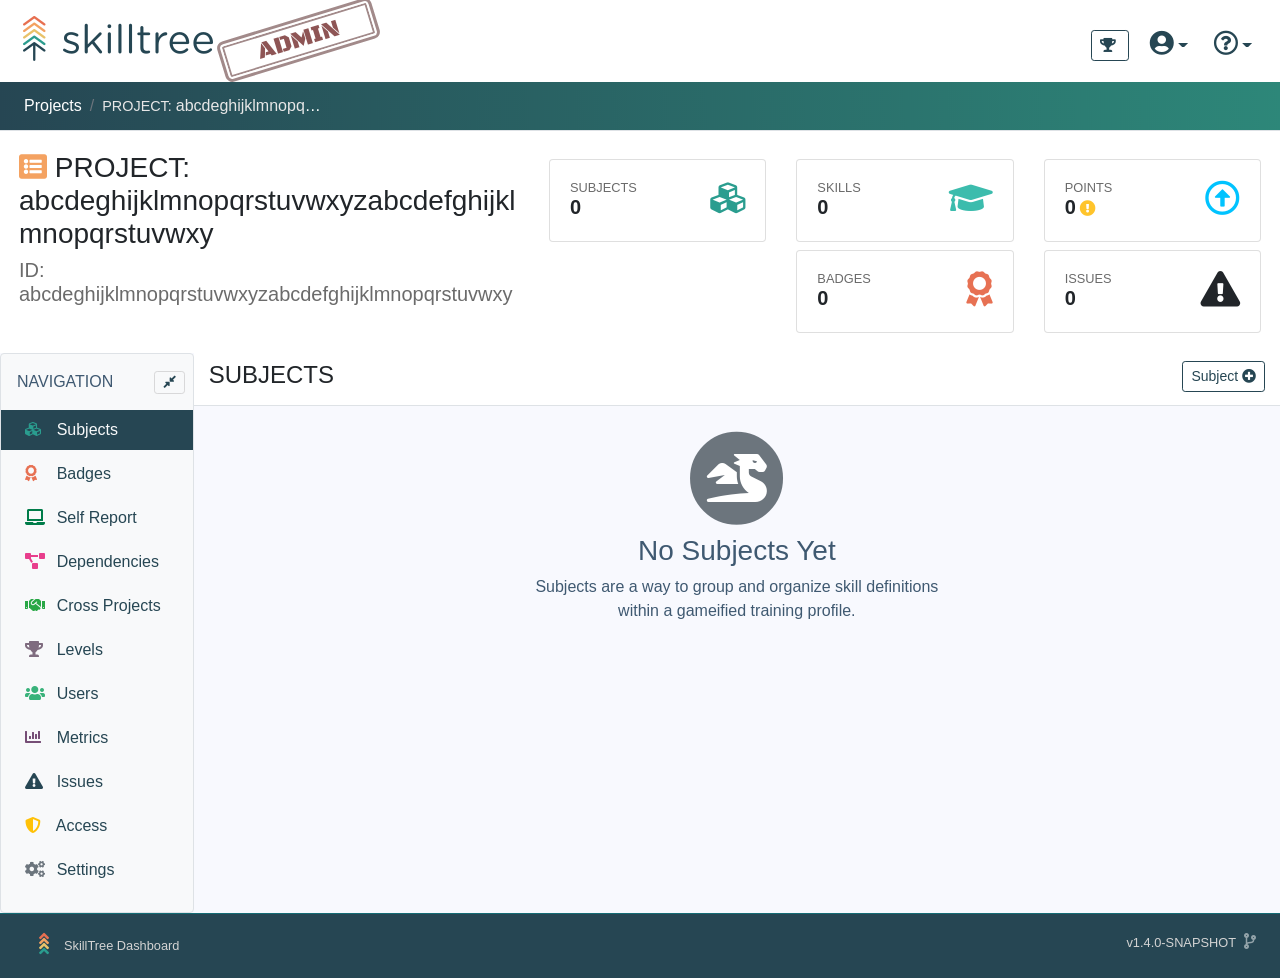 skilltree ADMIN
Projects / PROJECT: abcdeghijklmnopq…
PROJECT:
abcdeghijklmnopqrstuvwxyzabcdefghijkl
mnopqrstuvwxy
ID:
abcdeghijklmnopqrstuvwxyzabcdefghijklmnopqrstuvwxy
SUBJECTS
0
SKILLS
0
POINTS
0
BADGES
0
ISSUES
0
NAVIGATION
Subjects
Badges
Self Report
Dependencies
Cross Projects
Levels
Users
Metrics
Issues
Access
Settings
SUBJECTS
Subject
No Subjects Yet
Subjects are a way to group and organize skill definitions
within a gameified training profile.
SkillTree Dashboard
v1.4.0-SNAPSHOT